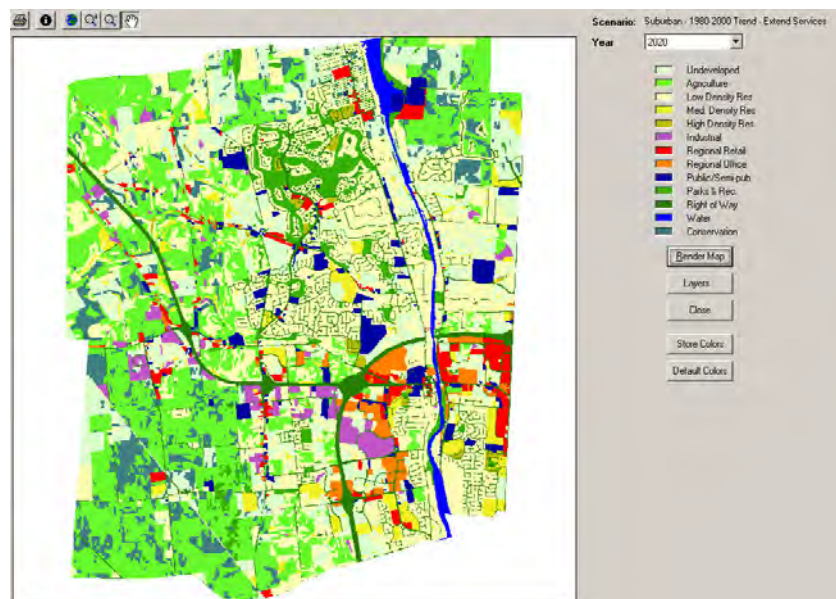 Scenario: Suburban - 1980-2000 Trend - Extend Services
Year 2020
Undeveloped
Agriculture
Low Density Res
Med. Density Res
High Density Res
Industrial
Regional Retail
Regional Office
Public/Semi-pub
Parks & Rec.
Right of Way
Water
Conservation
Render Map
Layers
Close
Store Colors
Default Colors